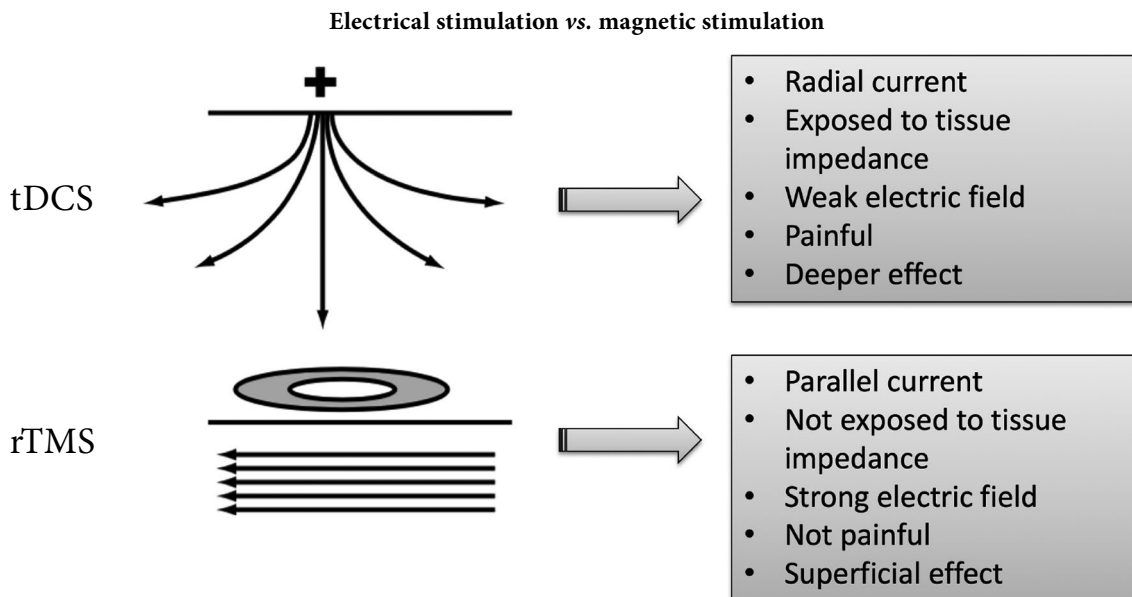 Electrical stimulation vs. magnetic stimulation
tDCS
• Radial current
• Exposed to tissue
impedance
• Weak electric field
• Painful
• Deeper effect
rTMS
• Parallel current
• Not exposed to tissue
impedance
• Strong electric field
• Not painful
• Superficial effect